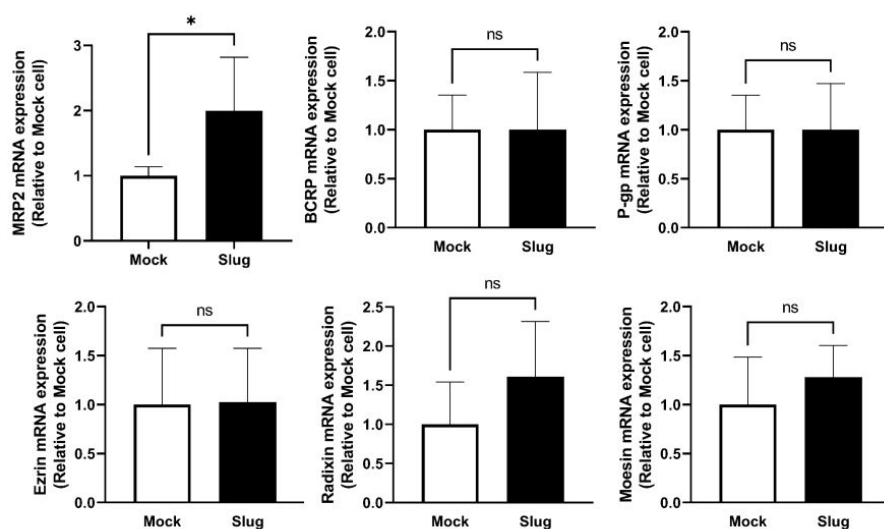 MRP2 mRNA expression
(Relative to Mock cell)
3
2
1
0
*
Mock Slug
BCRP mRNA expression
(Relative to Mock cell)
2.0
1.5
1.0
0.5
0.0
ns
Mock Slug
P-gp mRNA expression
(Relative to Mock cell)
2.0
1.5
1.0
0.5
0.0
ns
Mock Slug
Ezrin mRNA expression
(Relative to Mock cell)
2.0
1.5
1.0
0.5
0.0
ns
Mock Slug
Radixin mRNA expression
(Relative to Mock cell)
2.5
2.0
1.5
1.0
0.5
0.0
ns
Mock Slug
Moesin mRNA expression
(Relative to Mock cell)
2.0
1.5
1.0
0.5
0.0
ns
Mock Slug